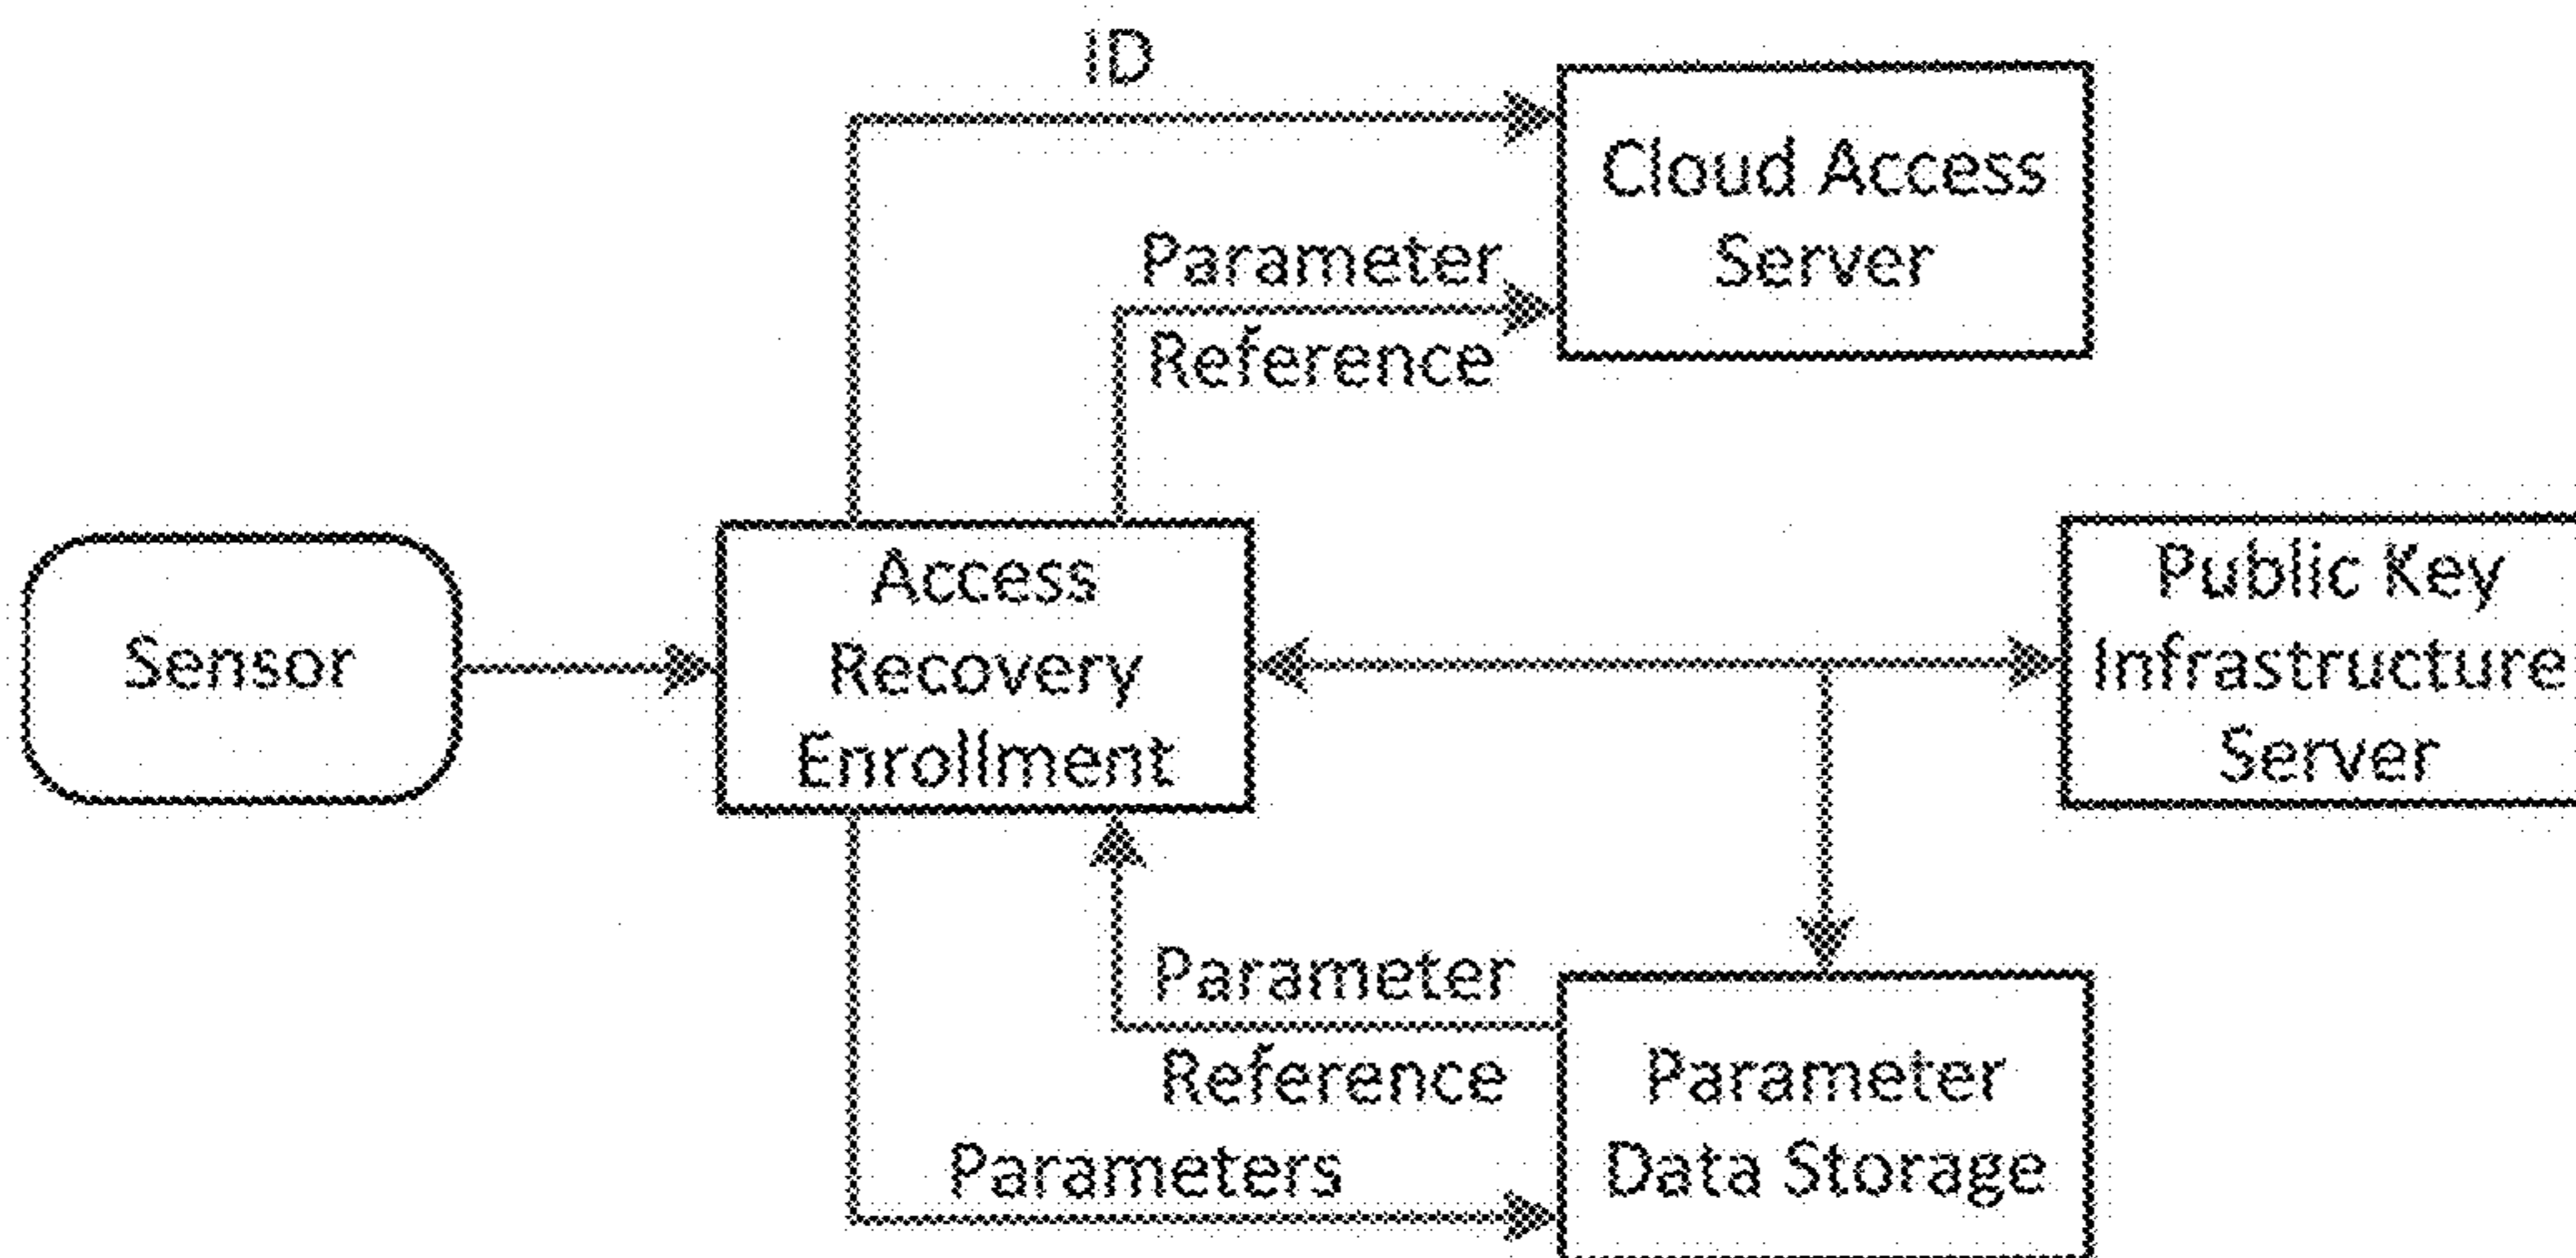 ID
Cloud Access
Server
Parameter
Reference
Sensor
Access
Recovery
Enrollment
Public Key
Infrastructure
Server
Parameter
Reference
Parameters
Parameter
Data Storage